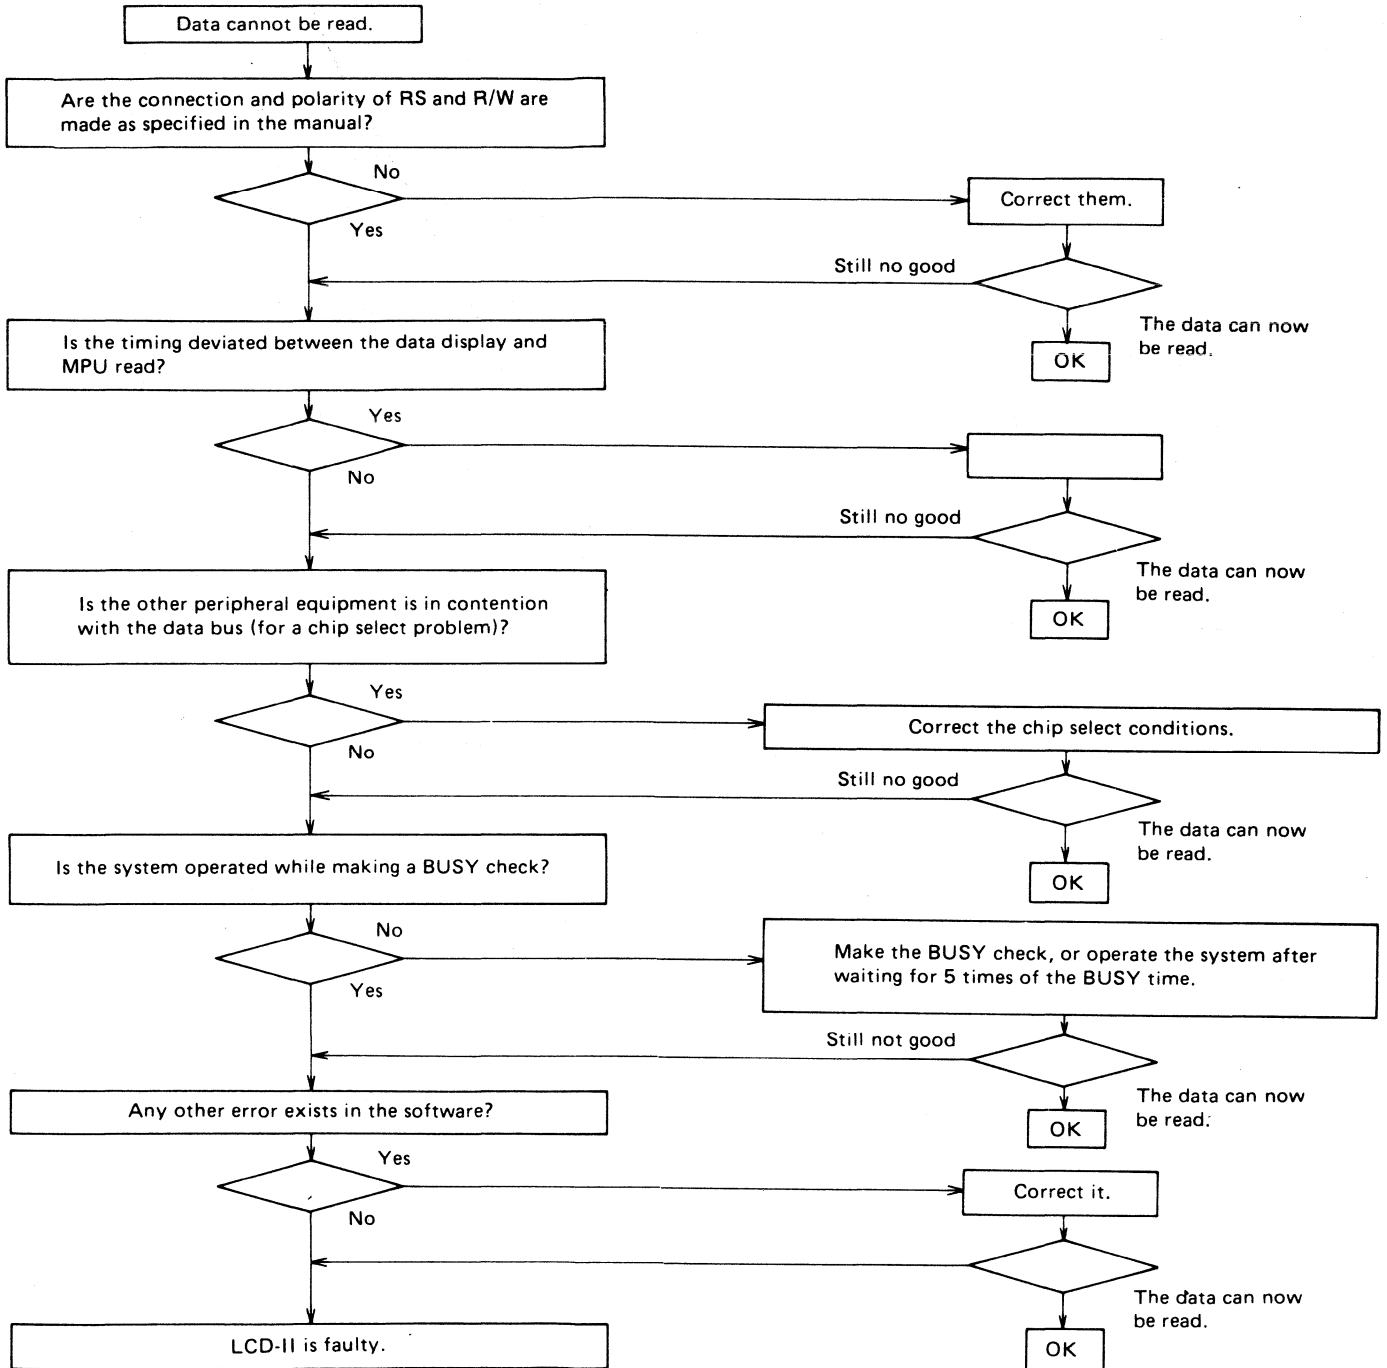 Data cannot be read.
Are the connection and polarity of RS and R/W are
made as specified in the manual?
No
Yes
Correct them.
Still no good
The data can now
be read.
OK
Is the timing deviated between the data display and
MPU read?
Yes
No
Still no good
The data can now
be read.
OK
Is the other peripheral equipment is in contention
with the data bus (for a chip select problem)?
Yes
No
Correct the chip select conditions.
Still no good
The data can now
be read.
OK
Is the system operated while making a BUSY check?
No
Yes
Make the BUSY check, or operate the system after
waiting for 5 times of the BUSY time.
Still not good
The data can now
be read.
OK
Any other error exists in the software?
Yes
No
Correct it.
The data can now
be read.
OK
LCD-II is faulty.